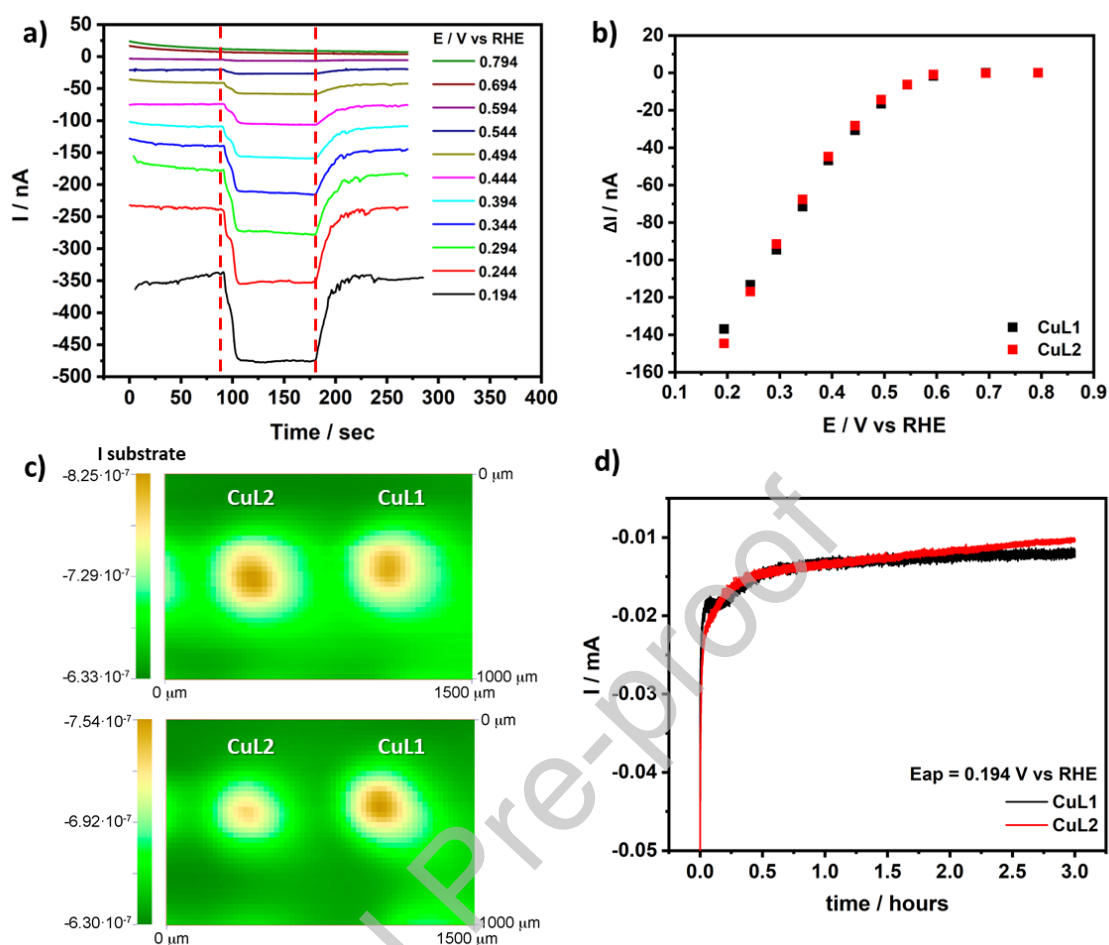 a)
50
0
-50
-100
-150
-200
-250
-300
-350
-400
-450
-500
I / nA
0 50 100 150 200 250 300 350 400
Time / sec
E / V vs RHE
0.794
0.694
0.594
0.544
0.494
0.444
0.394
0.344
0.294
0.244
0.194
b)
20
0
-20
-40
-60
-80
-100
-120
-140
-160
ΔI / nA
0.1 0.2 0.3 0.4 0.5 0.6 0.7 0.8 0.9
E / V vs RHE
CuL1
CuL2
c)
I substrate
-8.25·10⁻⁷
-7.29·10⁻⁷
-6.33·10⁻⁷
CuL2 CuL1
0 µm
1000 µm
0 µm 1500 µm
-7.54·10⁻⁷
-6.92·10⁻⁷
-6.30·10⁻⁷
CuL2 CuL1
0 µm
1000 µm
0 µm 1500 µm
d)
-0.01
-0.02
-0.03
-0.04
-0.05
I / mA
0.0 0.5 1.0 1.5 2.0 2.5 3.0
time / hours
Eap = 0.194 V vs RHE
CuL1
CuL2
Pre-proof